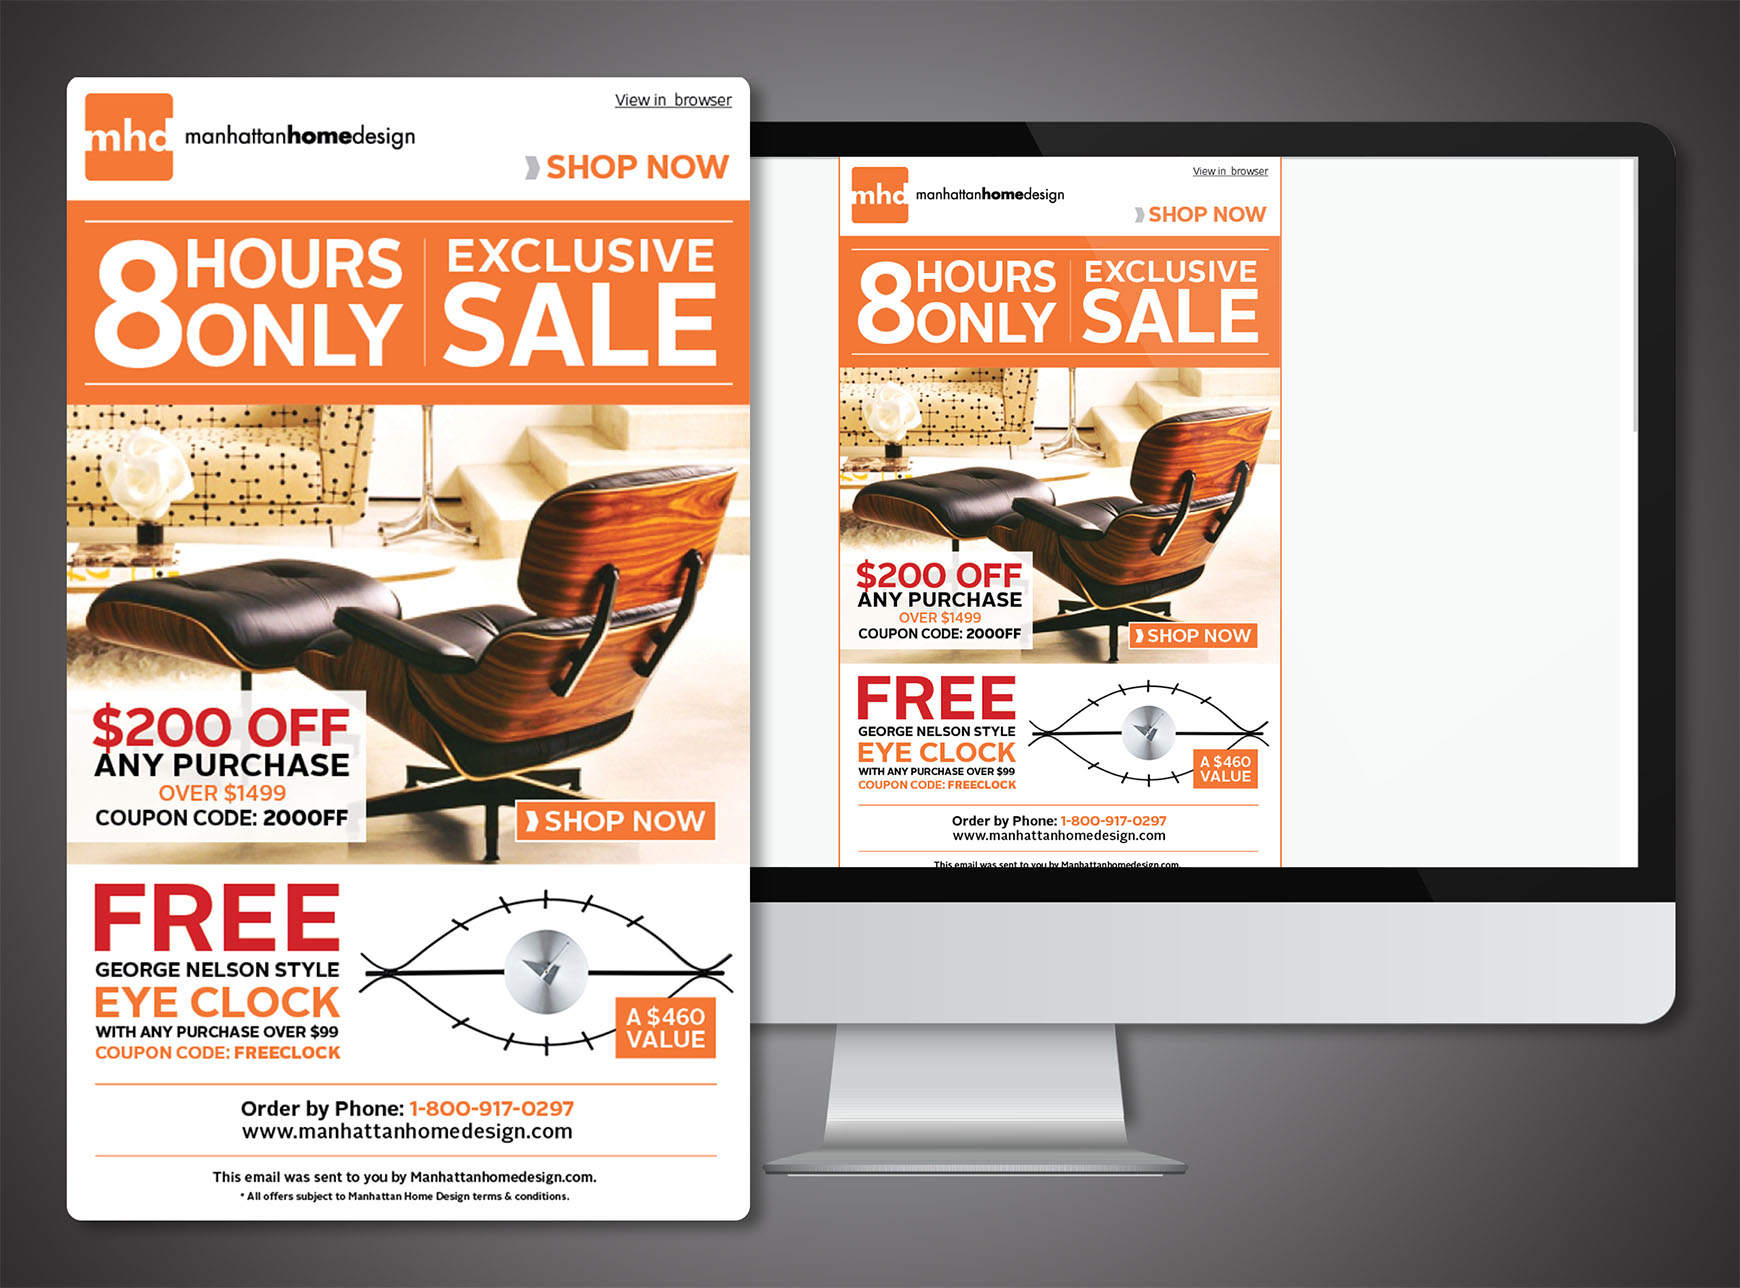 View in browser
mhd manhattanhomedesign
SHOP NOW
8 HOURS ONLY
EXCLUSIVE
SALE
$200 OFF
ANY PURCHASE
OVER $1499
COUPON CODE: 200OFF
SHOP NOW
FREE
GEORGE NELSON STYLE
EYE CLOCK
WITH ANY PURCHASE OVER $99
COUPON CODE: FREECLOCK
A $460
VALUE
Order by Phone: 1-800-917-0297
www.manhattanhomedesign.com
This email was sent to you by Manhattanhomedesign.com.
* All offers subject to Manhattan Home Design terms & conditions.
View in browser
mhd manhattanhomedesign
SHOP NOW
8 HOURS ONLY
EXCLUSIVE
SALE
$200 OFF
ANY PURCHASE
OVER $1499
COUPON CODE: 200OFF
SHOP NOW
FREE
GEORGE NELSON STYLE
EYE CLOCK
WITH ANY PURCHASE OVER $99
COUPON CODE: FREECLOCK
A $460
VALUE
Order by Phone: 1-800-917-0297
www.manhattanhomedesign.com
This email was sent to you by Manhattanhomedesign.com.